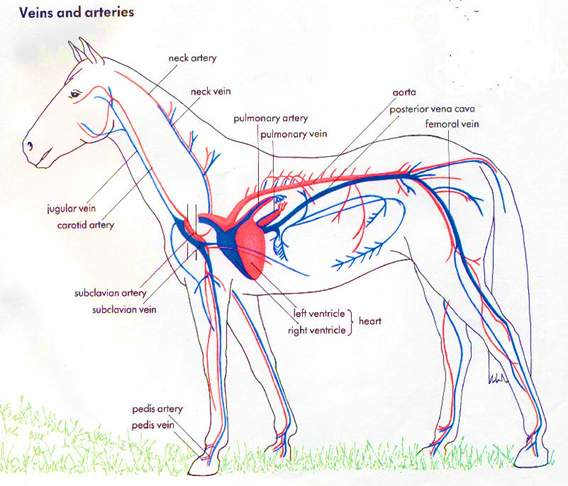 Veins and arteries
neck artery
neck vein
aorta
posterior vena cava
femoral vein
pulmonary artery
pulmonary vein
jugular vein
carotid artery
subclavian artery
subclavian vein
left ventricle
right ventricle
heart
pedis artery
pedis vein